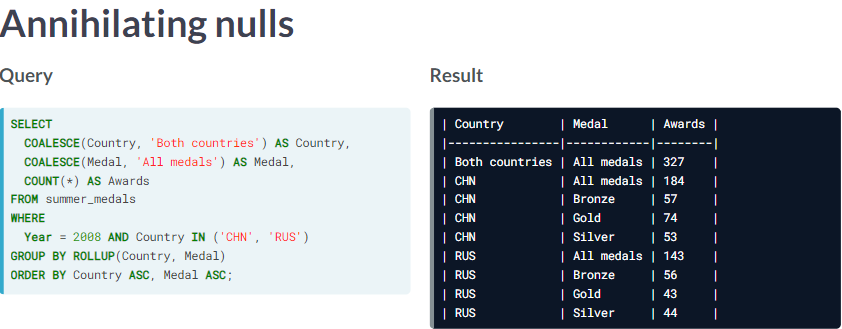 Annihilating nulls
Query
SELECT
COALESCE(Country, 'Both countries') AS Country,
COALESCE(Medal, 'All medals') AS Medal,
COUNT(*) AS Awards
FROM summer_medals
WHERE
Year = 2008 AND Country IN ('CHN', 'RUS')
GROUP BY ROLLUP(Country, Medal)
ORDER BY Country ASC, Medal ASC;
Result
| Country        | Medal      | Awards |
|----------------|------------|--------|
| Both countries | All medals | 327    |
| CHN            | All medals | 184    |
| CHN            | Bronze     | 57     |
| CHN            | Gold       | 74     |
| CHN            | Silver     | 53     |
| RUS            | All medals | 143    |
| RUS            | Bronze     | 56     |
| RUS            | Gold       | 43     |
| RUS            | Silver     | 44     |